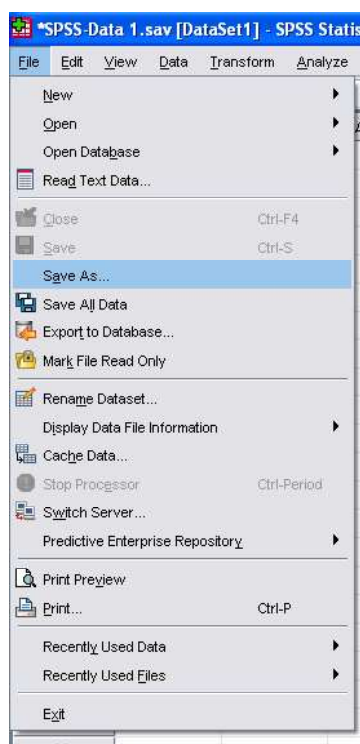 *SPSS-Data 1.sav [DataSet1] - SPSS Statis
File Edit View Data Transform Analyze
New
Open
Open Database
Read Text Data...
Close Ctrl-F4
Save Ctrl-S
Save As...
Save All Data
Export to Database...
Mark File Read Only
Rename Dataset...
Display Data File Information
Cache Data...
Stop Processor Ctrl-Period
Switch Server...
Predictive Enterprise Repository
Print Preview
Print... Ctrl-P
Recently Used Data
Recently Used Files
Exit